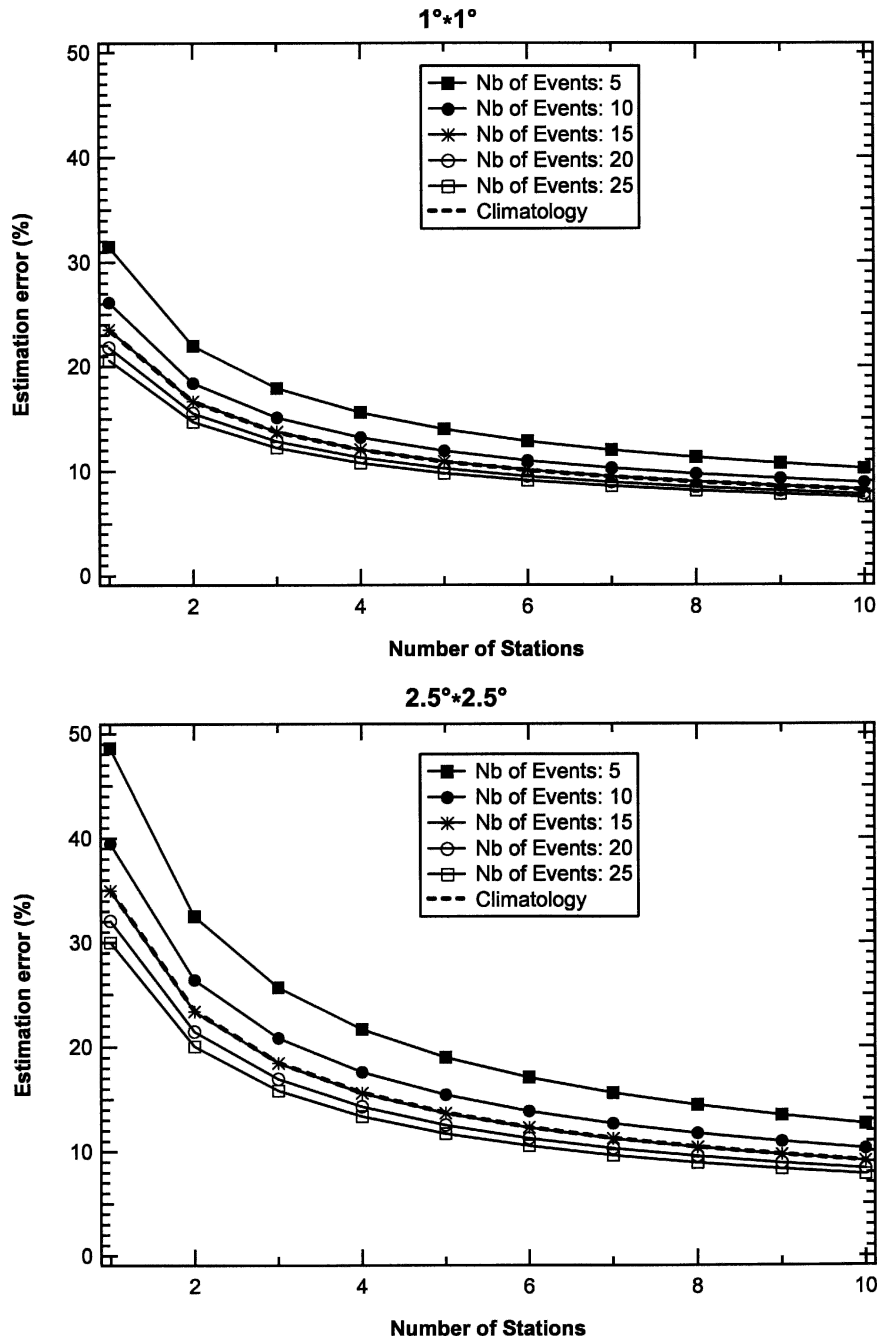 1°*1°
50
40
30
20
10
0
Estimation error (%)
Nb of Events: 5
Nb of Events: 10
Nb of Events: 15
Nb of Events: 20
Nb of Events: 25
Climatology
2 4 6 8 10
Number of Stations
2.5°*2.5°
50
40
30
20
10
0
Estimation error (%)
Nb of Events: 5
Nb of Events: 10
Nb of Events: 15
Nb of Events: 20
Nb of Events: 25
Climatology
2 4 6 8 10
Number of Stations